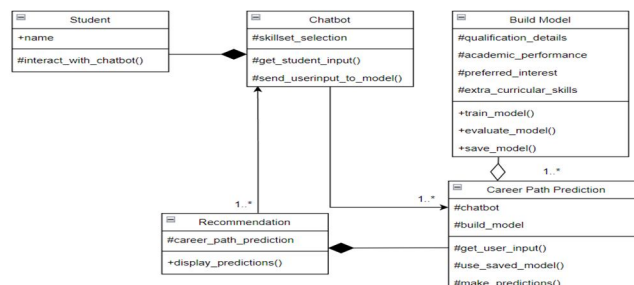 Student
+name
#interact_with_chatbot()
Chatbot
#skillset_selection
#get_student_input()
#send_userinput_to_model()
Build Model
#qualification_details
#academic_performance
#preferred_interest
#extra_curricular_skills
+train_model()
+evaluate_model()
+save_model()
1..*
1..*
1..*
Recommendation
#career_path_prediction
+display_predictions()
Career Path Prediction
#chatbot
#build_model
#get_user_input()
#use_saved_model()
#make_predictions()